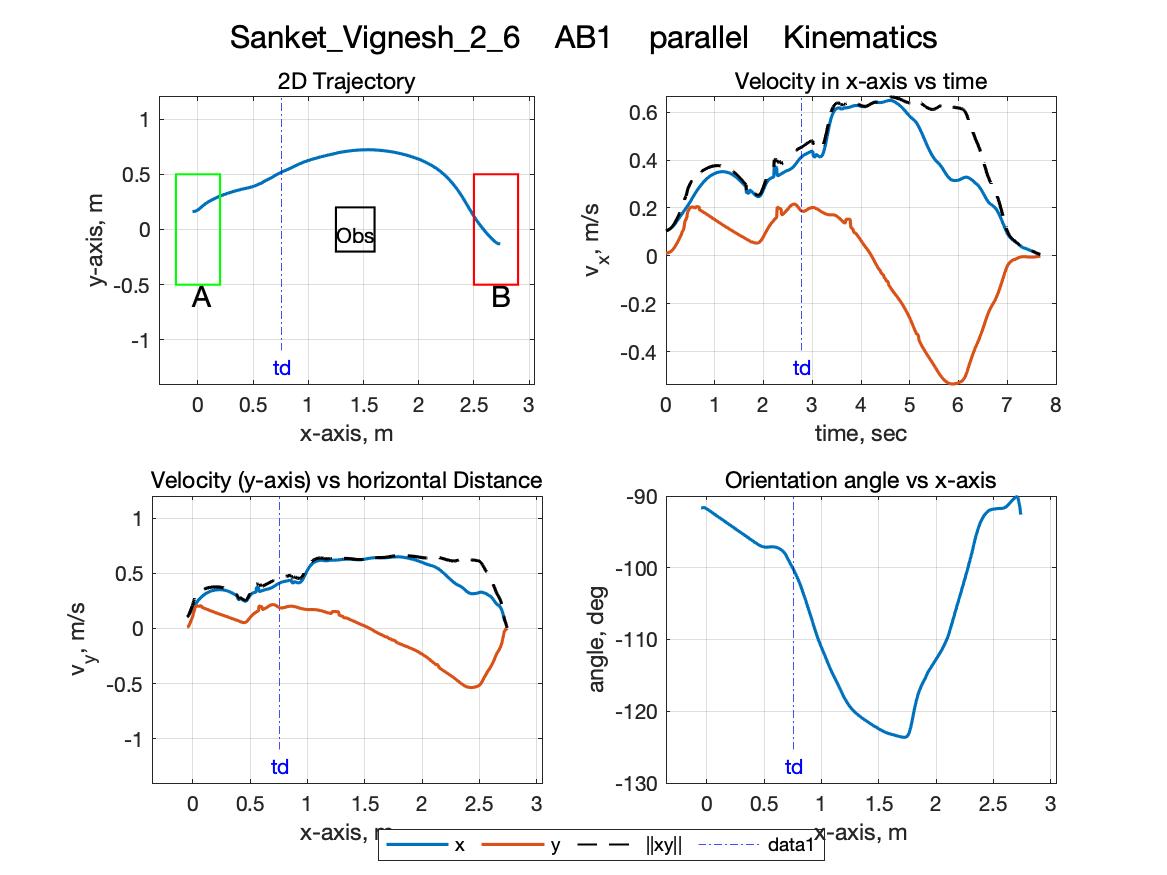 Sanket_Vignesh_2_6 AB1 parallel Kinematics
2D Trajectory
1
0.5
0
-0.5
-1
y-axis, m
Obs
A
B
td
0 0.5 1 1.5 2 2.5 3
x-axis, m
Velocity in x-axis vs time
0.6
0.4
0.2
0
-0.2
-0.4
vx, m/s
td
0 1 2 3 4 5 6 7 8
time, sec
Velocity (y-axis) vs horizontal Distance
1
0.5
0
-0.5
-1
vy, m/s
td
0 0.5 1 1.5 2 2.5 3
x-axis, m
Orientation angle vs x-axis
-90
-100
-110
-120
-130
angle, deg
td
0 0.5 1 1.5 2 2.5 3
x-axis, m
x y ||xy|| data1